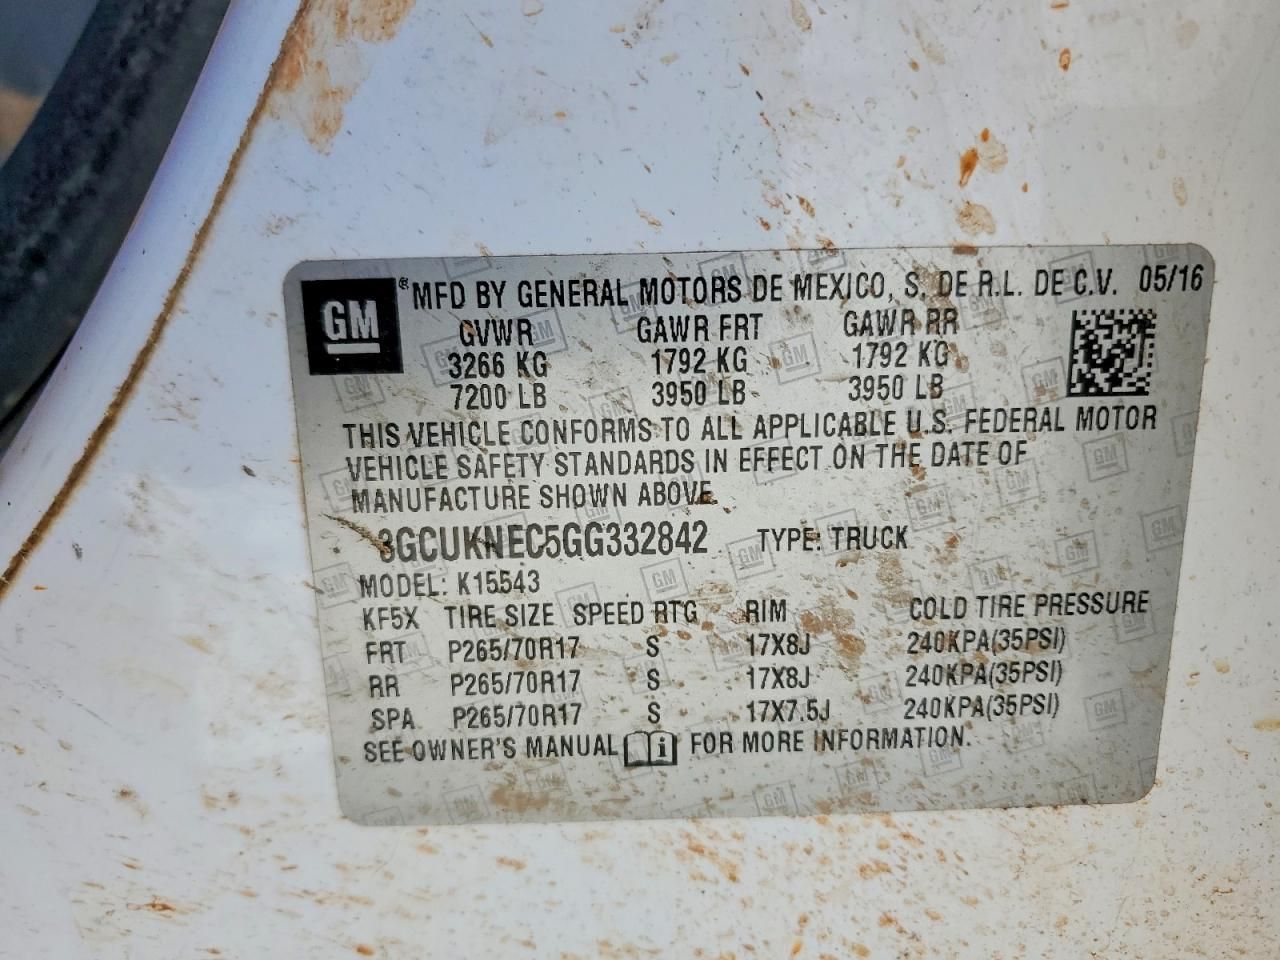 GM ® MFD BY GENERAL MOTORS DE MEXICO, S. DE R.L. DE C.V. 05/16
GVWR GAWR FRT GAWR RR
3266 KG 1792 KG 1792 KG
7200 LB 3950 LB 3950 LB
THIS VEHICLE CONFORMS TO ALL APPLICABLE U.S. FEDERAL MOTOR
VEHICLE SAFETY STANDARDS IN EFFECT ON THE DATE OF
MANUFACTURE SHOWN ABOVE.
3GCUKNEC5GG332842 TYPE: TRUCK
MODEL: K15543
KF5X TIRE SIZE SPEED RTG RIM COLD TIRE PRESSURE
FRT P265/70R17 S 17X8J 240KPA(35PSI)
RR P265/70R17 S 17X8J 240KPA(35PSI)
SPA P265/70R17 S 17X7.5J 240KPA(35PSI)
SEE OWNER'S MANUAL i FOR MORE INFORMATION.